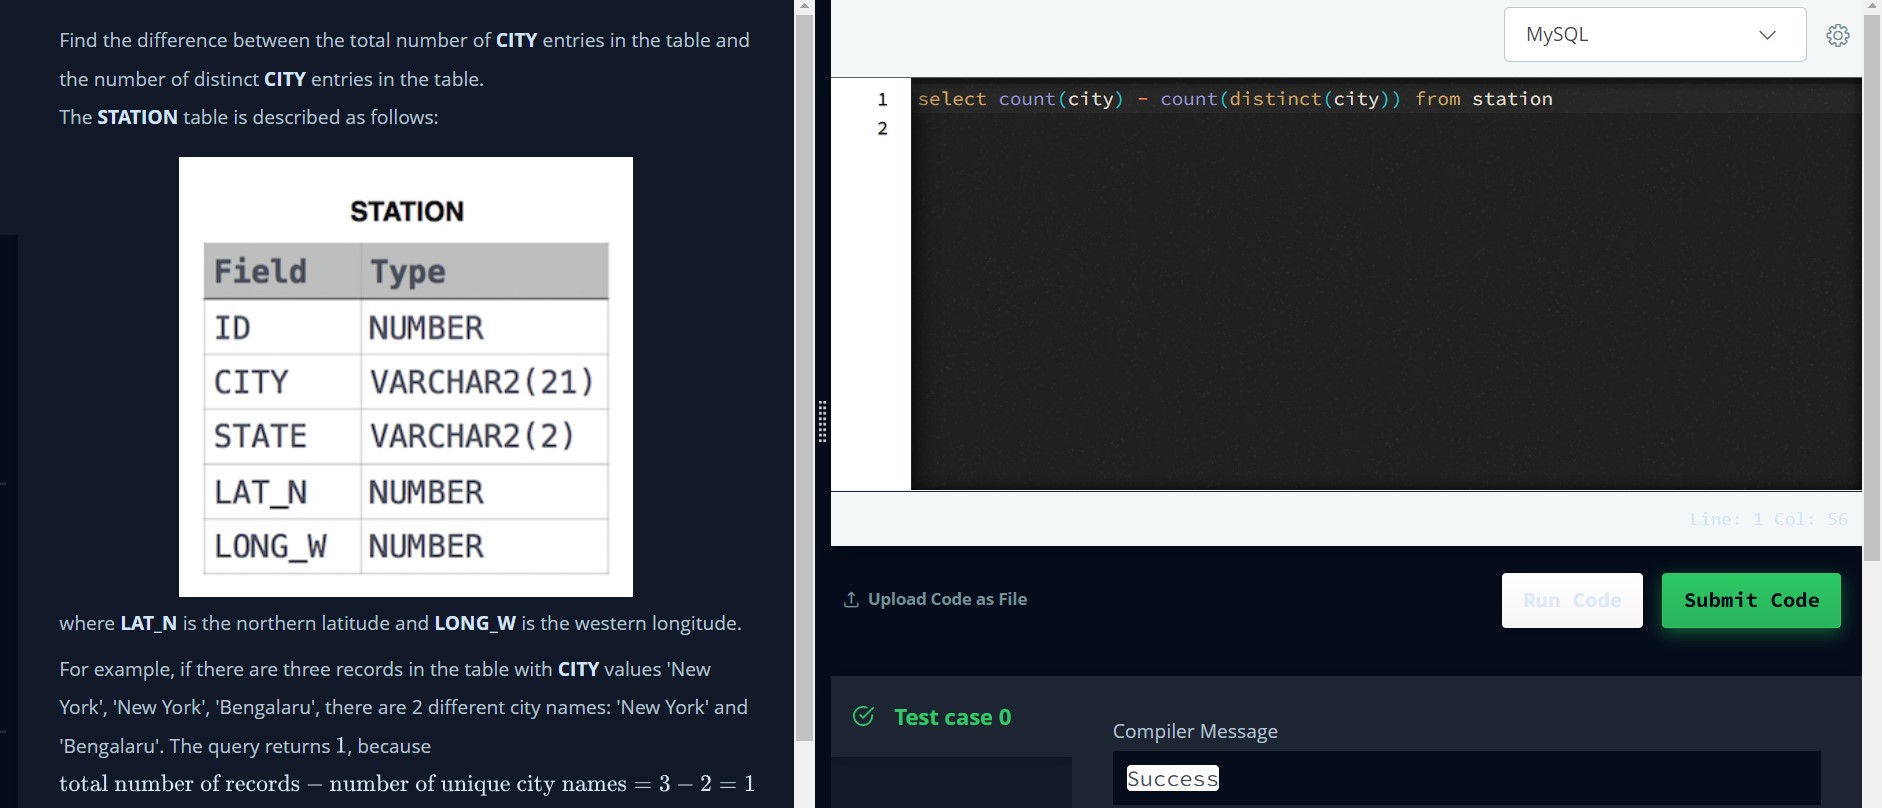 Find the difference between the total number of CITY entries in the table and
the number of distinct CITY entries in the table.
The STATION table is described as follows:
STATION
Field Type
ID NUMBER
CITY VARCHAR2(21)
STATE VARCHAR2(2)
LAT_N NUMBER
LONG_W NUMBER
where LAT_N is the northern latitude and LONG_W is the western longitude.
For example, if there are three records in the table with CITY values 'New
York', 'New York', 'Bengalaru', there are 2 different city names: 'New York' and
'Bengalaru'. The query returns 1, because
total number of records − number of unique city names = 3 − 2 = 1
MySQL
1 select count(city) - count(distinct(city)) from station
2
Line: 1 Col: 56
Upload Code as File
Run Code
Submit Code
Test case 0
Compiler Message
Success